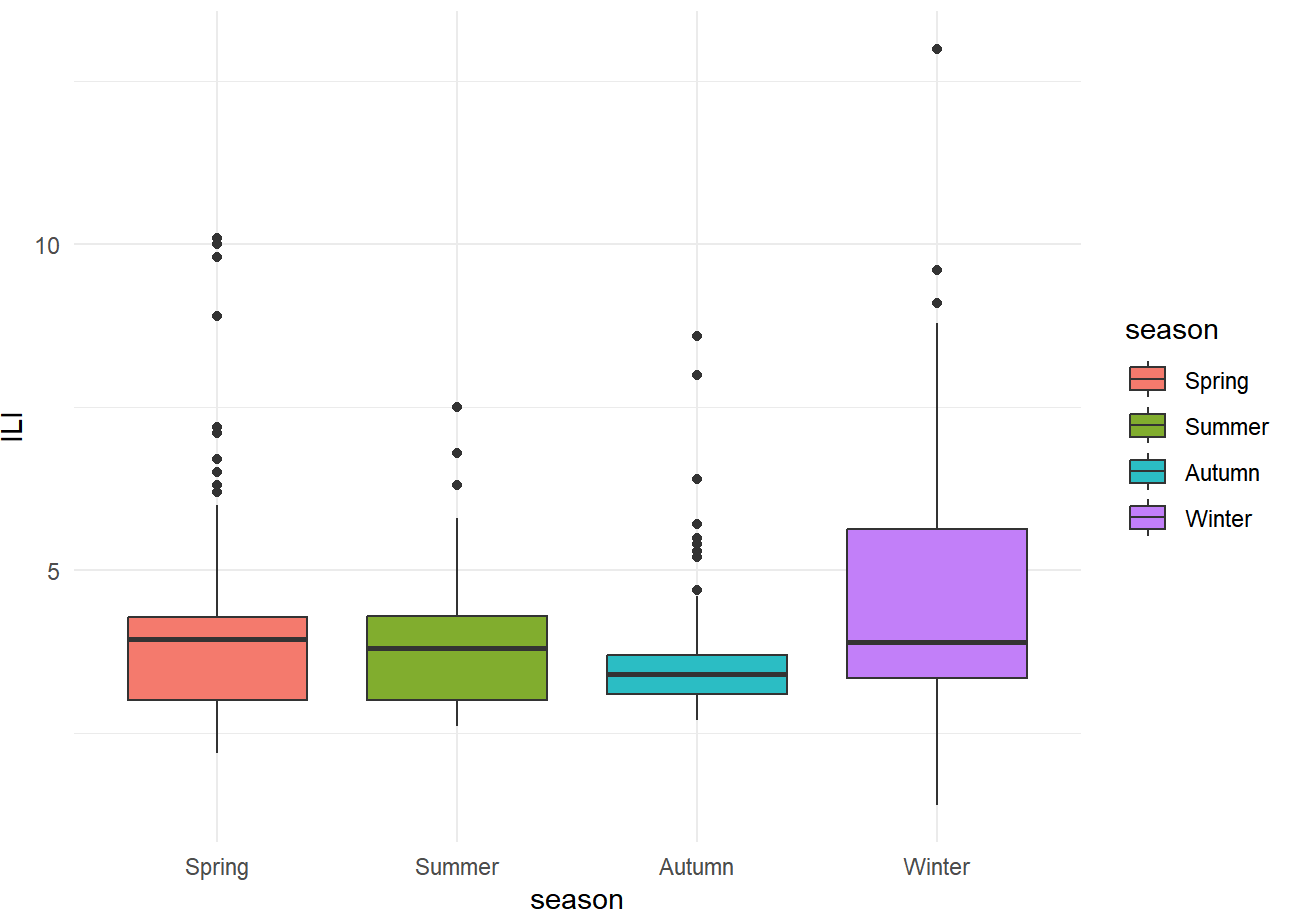 10
5
ILI
Spring
Summer
Autumn
Winter
season
season
Spring
Summer
Autumn
Winter